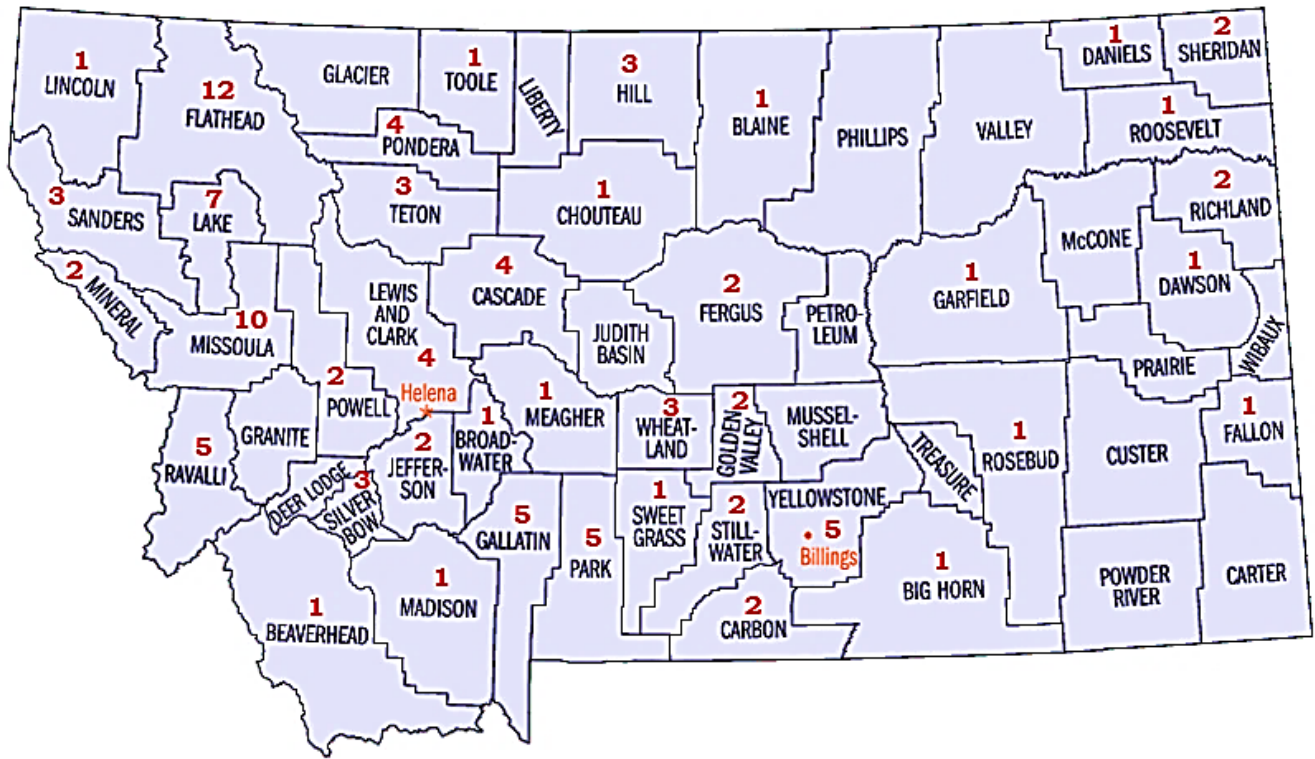 1
LINCOLN
12
FLATHEAD
GLACIER
1
TOOLE
LIBERTY
3
HILL
1
BLAINE
PHILLIPS
VALLEY
1
DANIELS
2
SHERIDAN
1
ROOSEVELT
4
PONDERA
3
SANDERS
7
LAKE
3
TETON
1
CHOUTEAU
McCONE
2
RICHLAND
2
MINERAL
10
MISSOULA
LEWIS
AND
CLARK
4
Helena
4
CASCADE
JUDITH
BASIN
2
FERGUS
PETRO-
LEUM
1
GARFIELD
1
DAWSON
PRAIRIE
WIBAUX
2
POWELL
GRANITE
5
RAVALLI
DEER LODGE
3
SILVER
BOW
2
JEFFER-
SON
1
BROAD-
WATER
1
MEAGHER
3
WHEAT-
LAND
2
GOLDEN
VALLEY
MUSSEL-
SHELL
TREASURE
1
ROSEBUD
CUSTER
1
FALLON
5
GALLATIN
5
PARK
1
SWEET
GRASS
2
STILL-
WATER
YELLOWSTONE
5
Billings
1
BIG HORN
POWDER
RIVER
CARTER
1
BEAVERHEAD
1
MADISON
2
CARBON